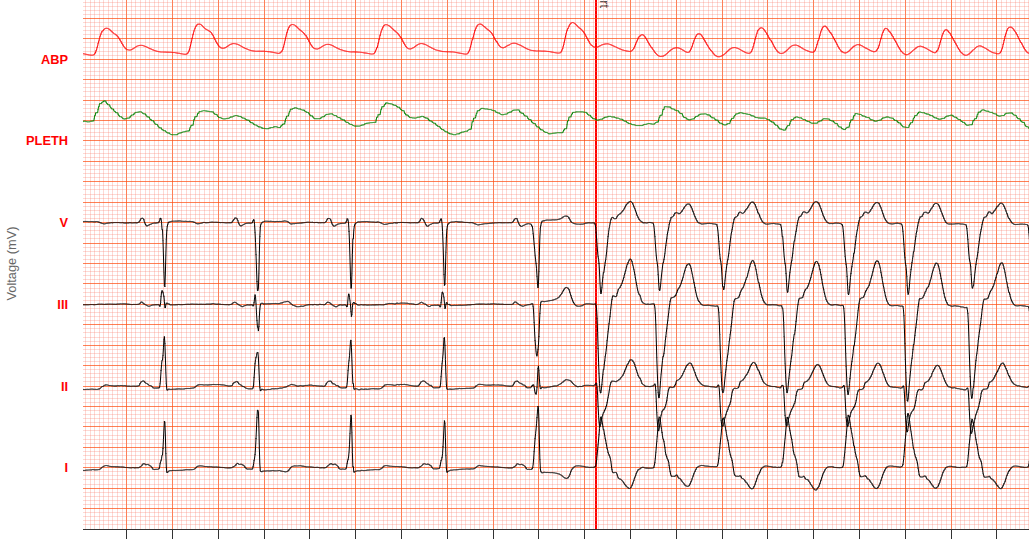 ABP
PLETH
V
III
II
I
Voltage (mV)